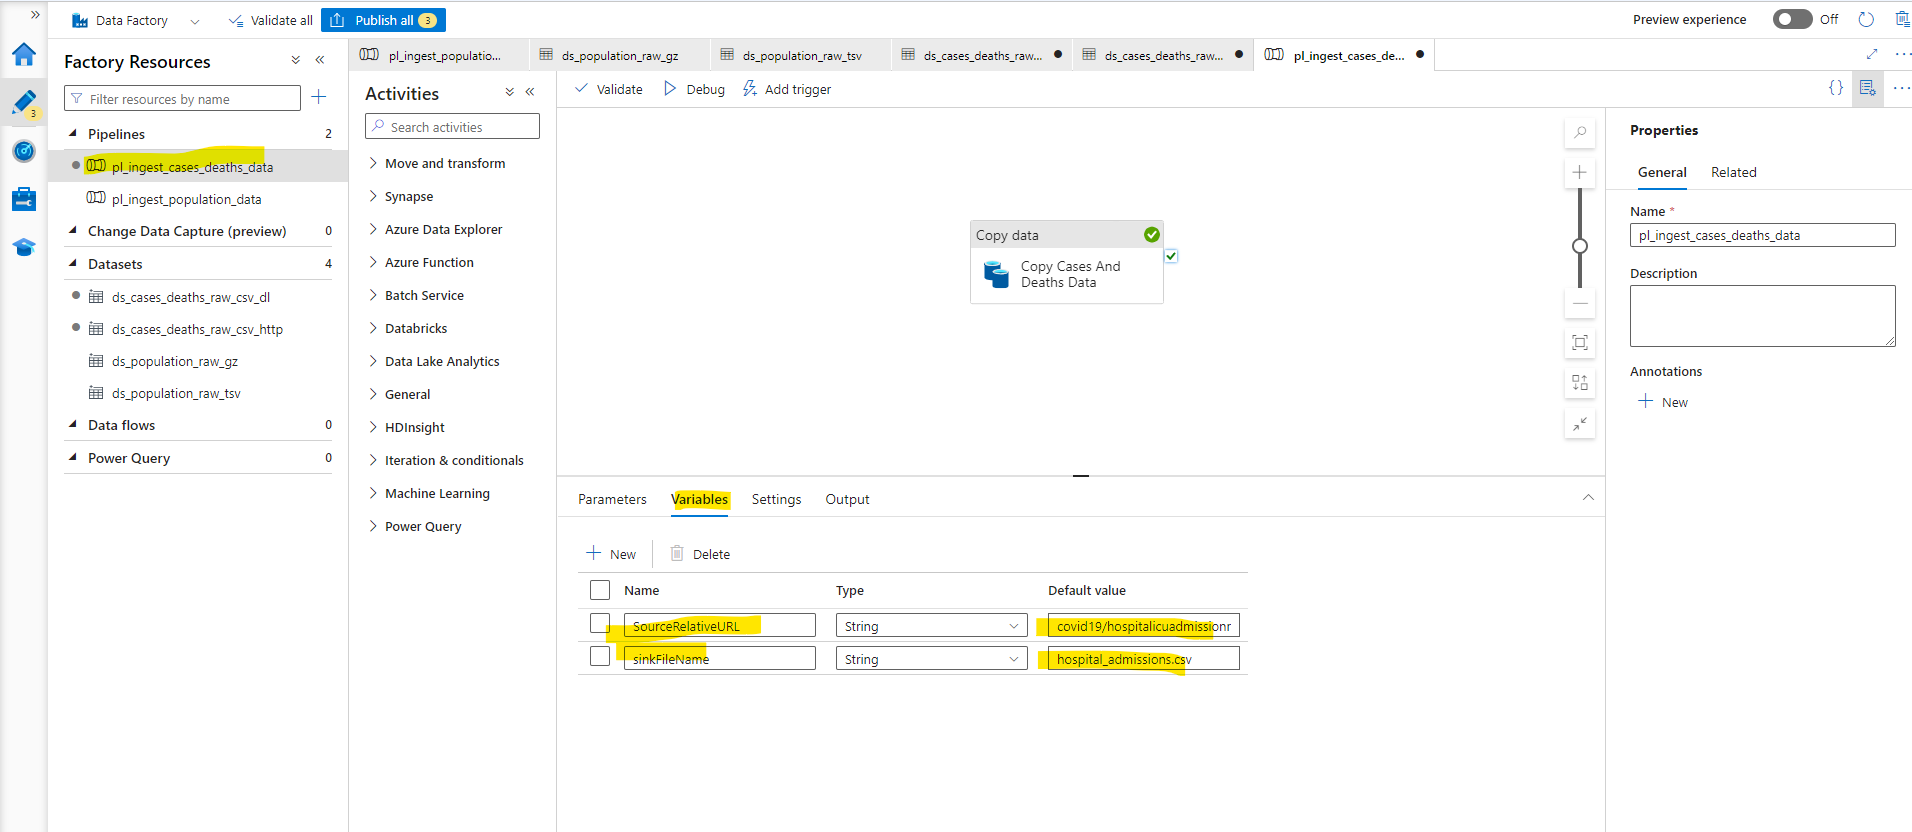 Data Factory
Validate all
Publish all 3
Preview experience
Off
3
Factory Resources
Filter resources by name
Pipelines 2
pl_ingest_cases_deaths_data
pl_ingest_population_data
Change Data Capture (preview) 0
Datasets 4
ds_cases_deaths_raw_csv_dl
ds_cases_deaths_raw_csv_http
ds_population_raw_gz
ds_population_raw_tsv
Data flows 0
Power Query 0
pl_ingest_populatio...
ds_population_raw_gz
ds_population_raw_tsv
ds_cases_deaths_raw...
ds_cases_deaths_raw...
pl_ingest_cases_de...
Activities
Search activities
Move and transform
Synapse
Azure Data Explorer
Azure Function
Batch Service
Databricks
Data Lake Analytics
General
HDInsight
Iteration & conditionals
Machine Learning
Power Query
Validate
Debug
Add trigger
Copy data
Copy Cases And
Deaths Data
Parameters
Variables
Settings
Output
New
Delete
Name Type Default value
SourceRelativeURL String covid19/hospitalicuadmissionr
sinkFileName String hospital_admissions.csv
{}
Properties
General Related
Name *
pl_ingest_cases_deaths_data
Description
Annotations
New